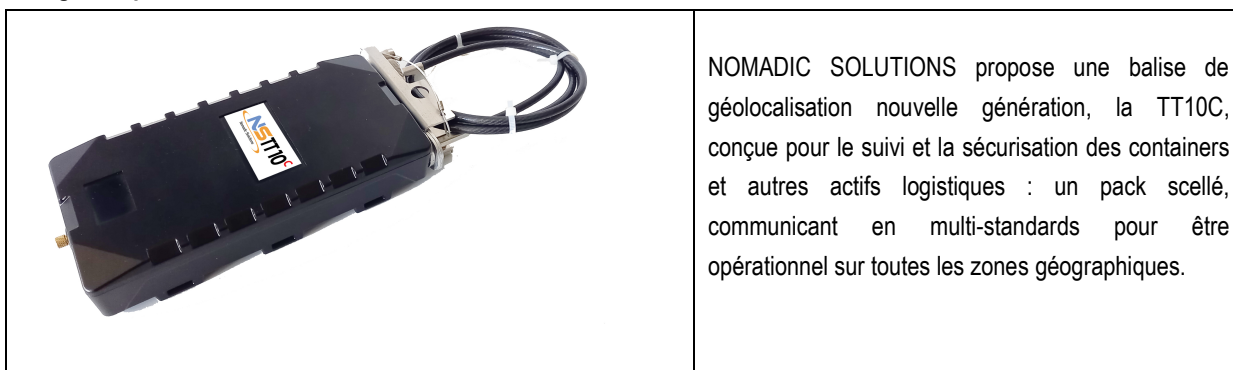 NSTT10C
NOMADIC SOLUTIONS propose une balise de
géolocalisation nouvelle génération, la TT10C,
conçue pour le suivi et la sécurisation des containers
et autres actifs logistiques : un pack scellé,
communicant en multi-standards pour être
opérationnel sur toutes les zones géographiques.